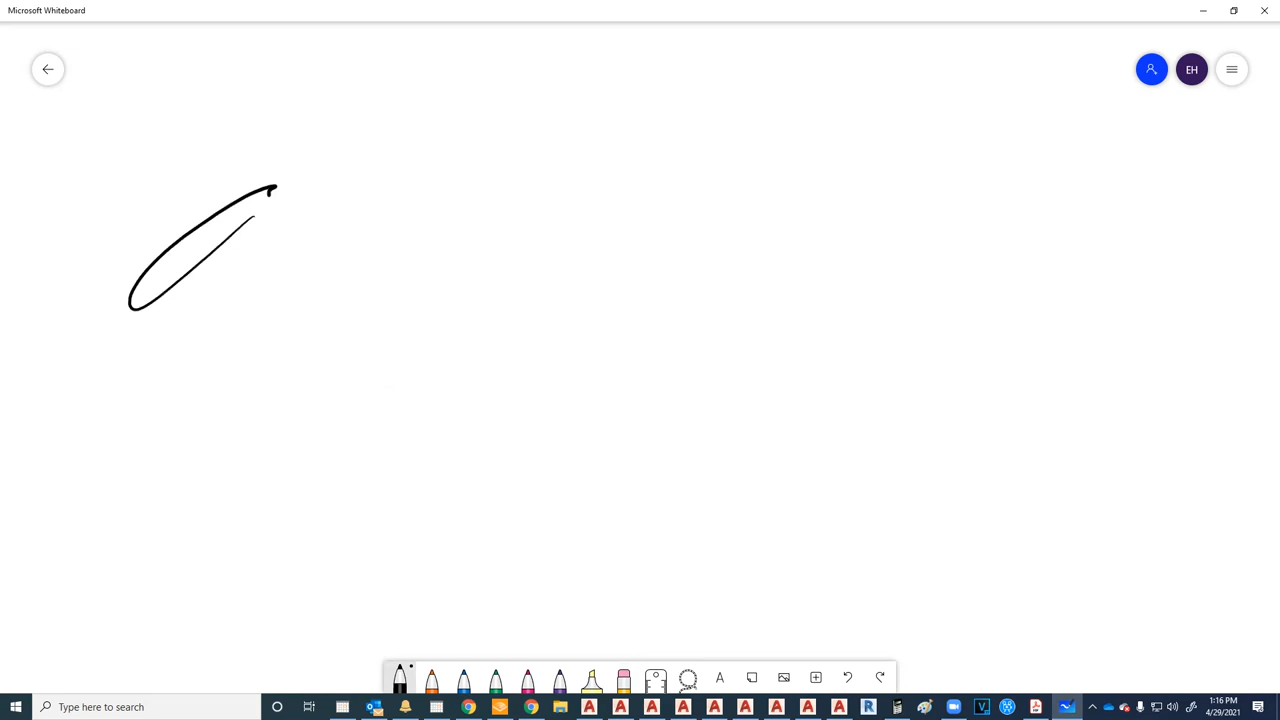 Microsoft Whiteboard
EH
A
Type here to search
1:16 PM
4/29/2021